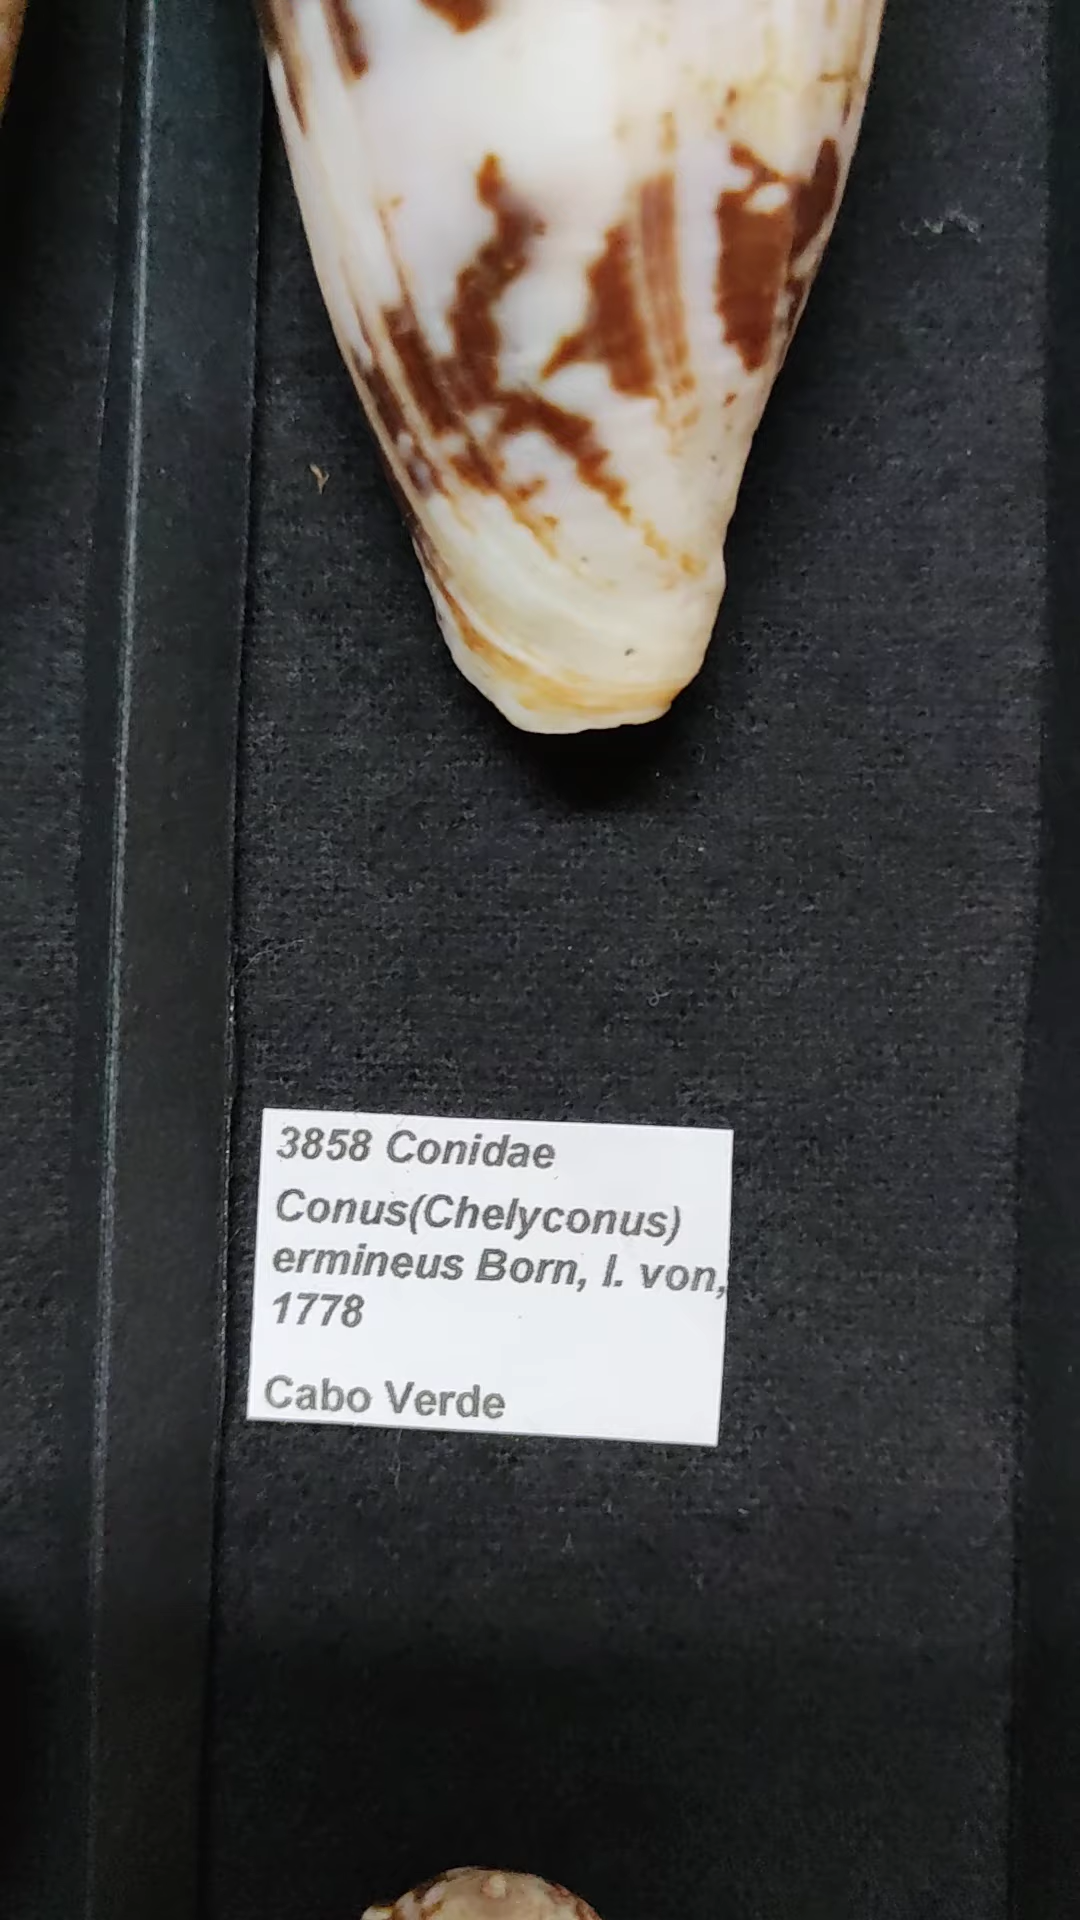 3858 Conidae
Conus(Chelyconus)
ermineus Born, I. von,
1778
Cabo Verde